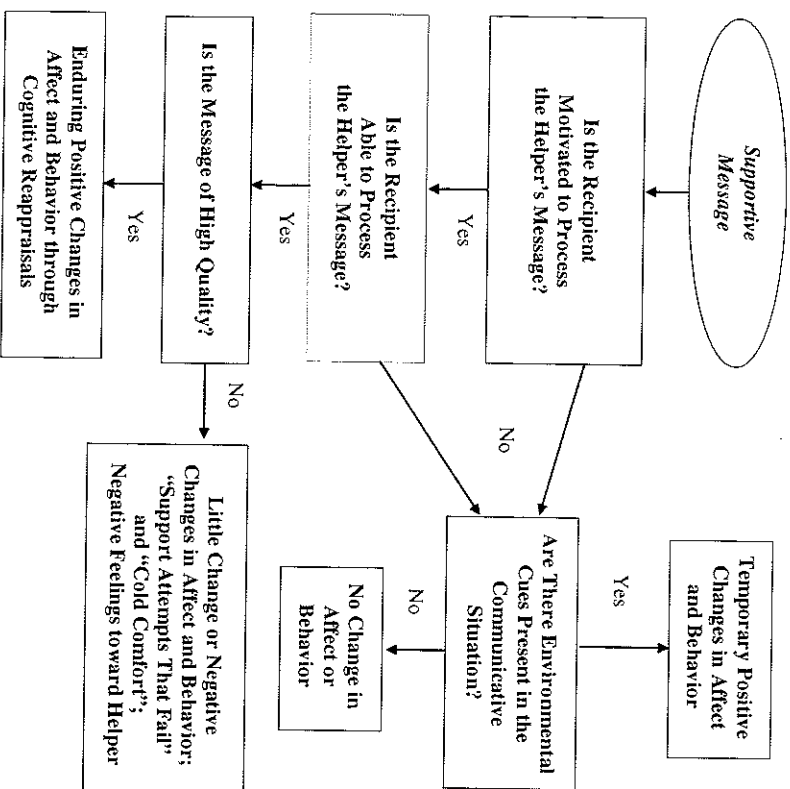 Supportive
Message
Is the Recipient
Motivated to Process
the Helper's Message?
Yes
No
Is the Recipient
Able to Process
the Helper's Message?
Yes
Is the Message of High Quality?
Yes
No
Enduring Positive Changes in
Affect and Behavior through
Cognitive Reappraisals
Temporary Positive
Changes in Affect
and Behavior
Yes
Are There Environmental
Cues Present in the
Communicative
Situation?
No
No Change in
Affect or
Behavior
Little Change or Negative
Changes in Affect and Behavior;
“Support Attempts That Fail”
and “Cold Comfort”;
Negative Feelings toward Helper